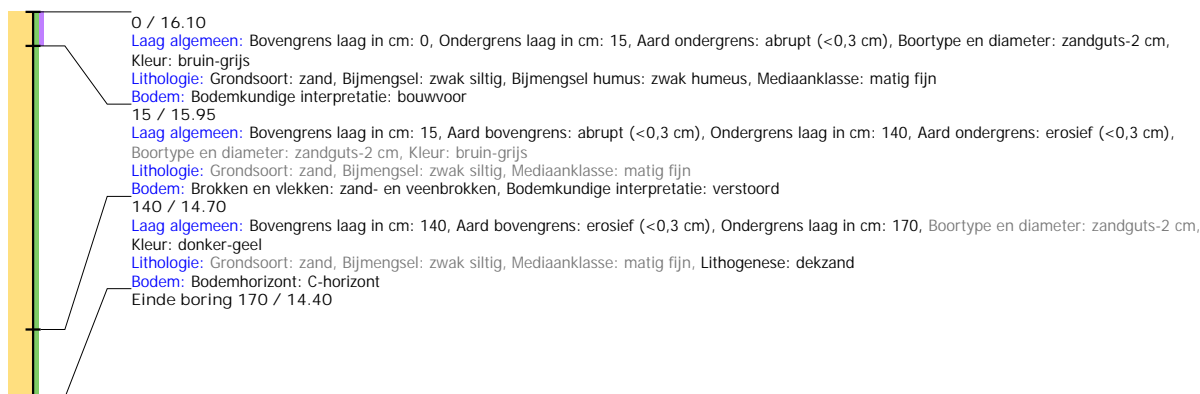 0 / 16.10
Laag algemeen: Bovengrens laag in cm: 0, Ondergrens laag in cm: 15, Aard ondergrens: abrupt (<0,3 cm), Boortype en diameter: zandguts-2 cm,
Kleur: bruin-grijs
Lithologie: Grondsoort: zand, Bijmengsel: zwak siltig, Bijmengsel humus: zwak humeus, Mediaanklasse: matig fijn
Bodem: Bodemkundige interpretatie: bouwvoor
15 / 15.95
Laag algemeen: Bovengrens laag in cm: 15, Aard bovengrens: abrupt (<0,3 cm), Ondergrens laag in cm: 140, Aard ondergrens: erosief (<0,3 cm),
Boortype en diameter: zandguts-2 cm, Kleur: bruin-grijs
Lithologie: Grondsoort: zand, Bijmengsel: zwak siltig, Mediaanklasse: matig fijn
Bodem: Brokken en vlekken: zand- en veenbrokken, Bodemkundige interpretatie: verstoord
140 / 14.70
Laag algemeen: Bovengrens laag in cm: 140, Aard bovengrens: erosief (<0,3 cm), Ondergrens laag in cm: 170, Boortype en diameter: zandguts-2 cm,
Kleur: donker-geel
Lithologie: Grondsoort: zand, Bijmengsel: zwak siltig, Mediaanklasse: matig fijn, Lithogenese: dekzand
Bodem: Bodemhorizont: C-horizont
Einde boring 170 / 14.40